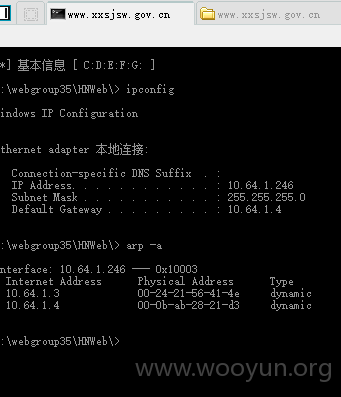 www.xxsjsw.gov.cn www.xxsjsw.gov.cn
*] 基本信息 [ C:D:E:F:G: ]
:\webgroup35\HNWeb\> ipconfig
indows IP Configuration
thernet adapter 本地连接:
Connection-specific DNS Suffix . :
IP Address. . . . . . . . . . . . : 10.64.1.246
Subnet Mask . . . . . . . . . . . : 255.255.255.0
Default Gateway . . . . . . . . . : 10.64.1.4
:\webgroup35\HNWeb\> arp -a
nterface: 10.64.1.246 --- 0x10003
Internet Address Physical Address Type
10.64.1.3 00-24-21-56-41-4e dynamic
10.64.1.4 00-0b-ab-28-21-d3 dynamic
:\webgroup35\HNWeb\>
www.wooyun.org